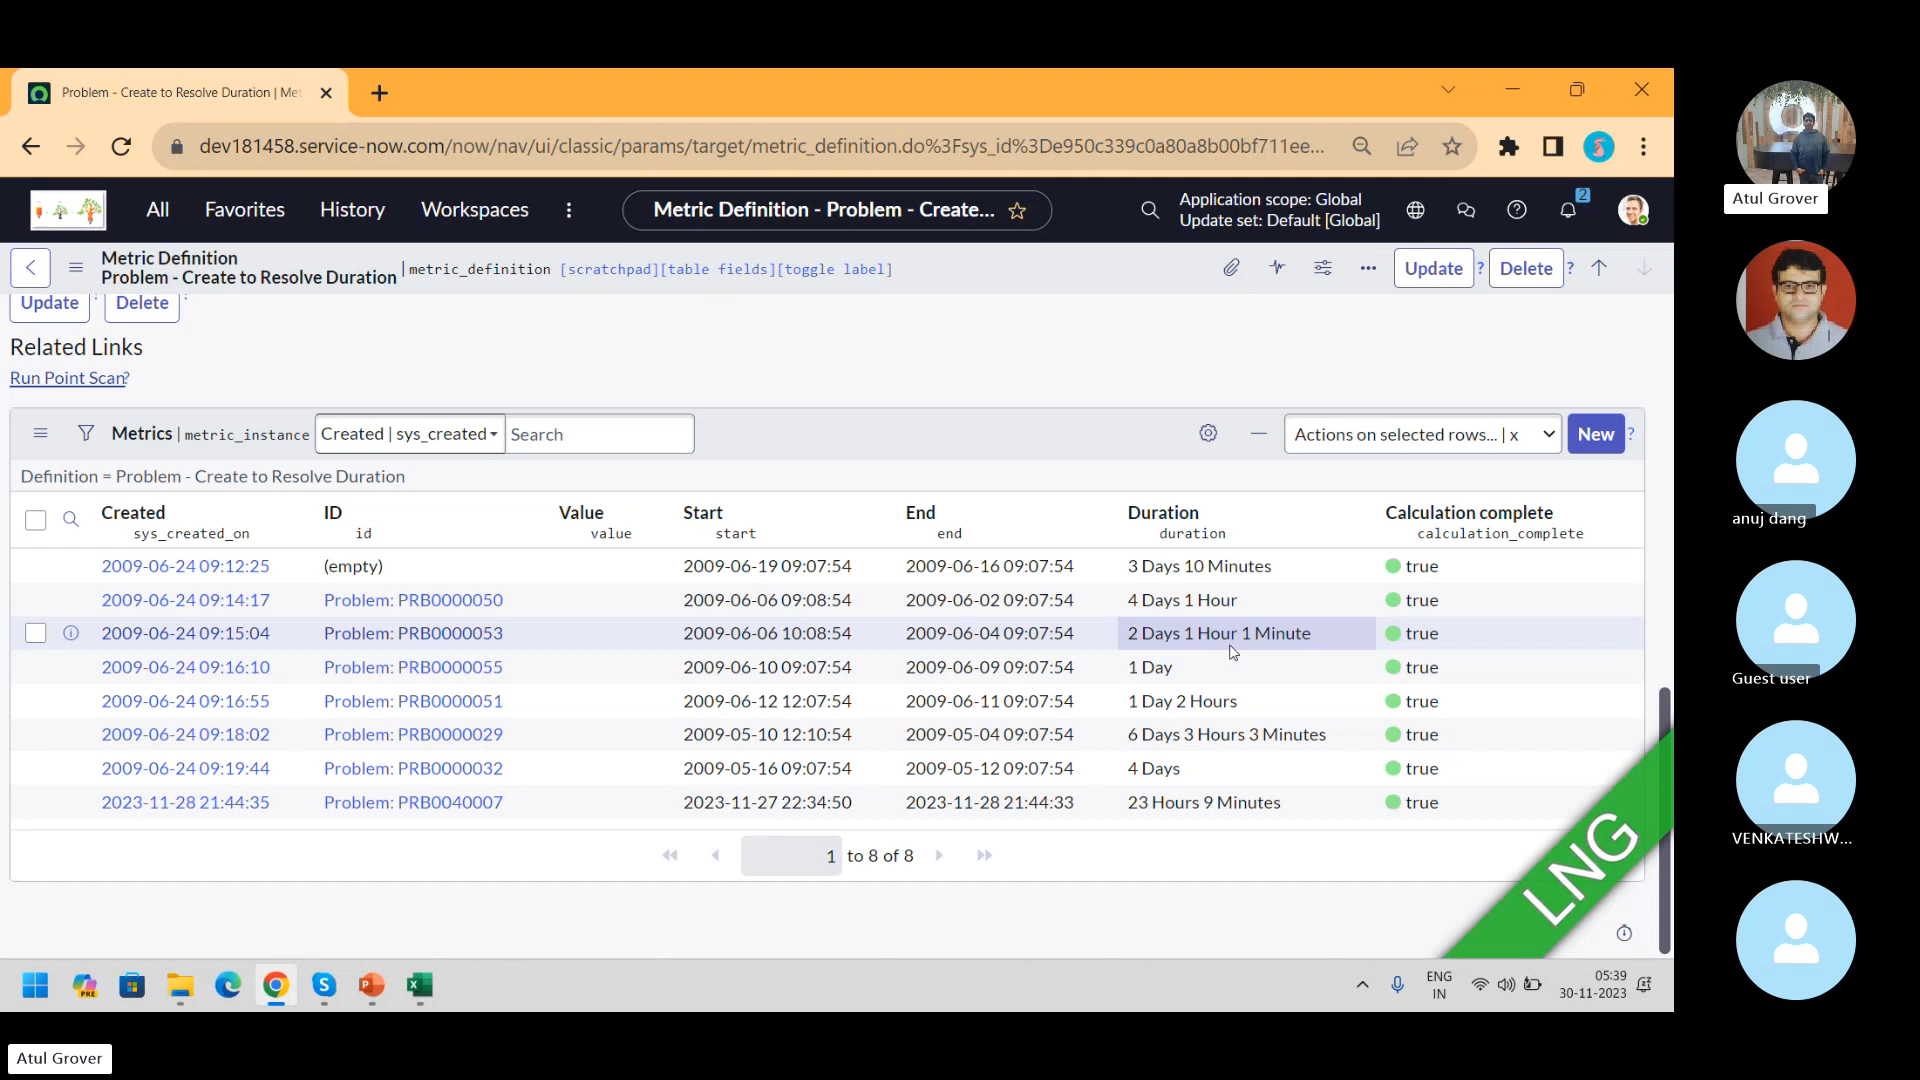 Problem - Create to Resolve Duration | Met
dev181458.service-now.com/now/nav/ui/classic/params/target/metric_definition.do%3Fsys_id%3De950c339c0a80a8b00bf711ee...
All Favorites History Workspaces
Metric Definition - Problem - Create...
Application scope: Global
Update set: Default [Global]
2
Metric Definition
Problem - Create to Resolve Duration | metric_definition [scratchpad][table fields][toggle label]
Update ? Delete ?
Update Delete
Related Links
Run Point Scan?
Metrics | metric_instance Created | sys_created Search Actions on selected rows... | x New ?
Definition = Problem - Create to Resolve Duration
Created ID Value Start End Duration Calculation complete
sys_created_on id value start end duration calculation_complete
2009-06-24 09:12:25 (empty) 2009-06-19 09:07:54 2009-06-16 09:07:54 3 Days 10 Minutes true
2009-06-24 09:14:17 Problem: PRB0000050 2009-06-06 09:08:54 2009-06-02 09:07:54 4 Days 1 Hour true
2009-06-24 09:15:04 Problem: PRB0000053 2009-06-06 10:08:54 2009-06-04 09:07:54 2 Days 1 Hour 1 Minute true
2009-06-24 09:16:10 Problem: PRB0000055 2009-06-10 09:07:54 2009-06-09 09:07:54 1 Day true
2009-06-24 09:16:55 Problem: PRB0000051 2009-06-12 12:07:54 2009-06-11 09:07:54 1 Day 2 Hours true
2009-06-24 09:18:02 Problem: PRB0000029 2009-05-10 12:10:54 2009-05-04 09:07:54 6 Days 3 Hours 3 Minutes true
2009-06-24 09:19:44 Problem: PRB0000032 2009-05-16 09:07:54 2009-05-12 09:07:54 4 Days true
2023-11-28 21:44:35 Problem: PRB0040007 2023-11-27 22:34:50 2023-11-28 21:44:33 23 Hours 9 Minutes true
1 to 8 of 8
LNG
PRE
ENG
IN
05:39
30-11-2023
Atul Grover
Atul Grover
anuj dang
Guest user
VENKATESHW...